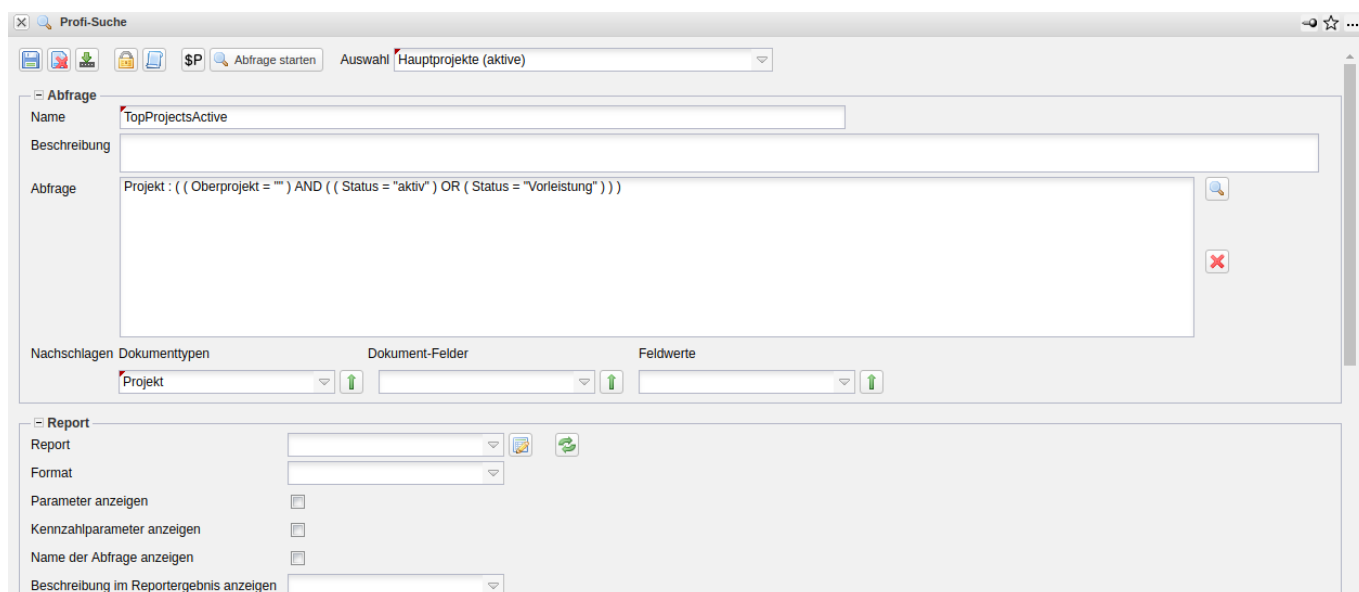 Profi-Suche
$P Abfrage starten Auswahl Hauptprojekte (aktive)
Abfrage
Name TopProjectsActive
Beschreibung
Abfrage Projekt : ( ( Oberprojekt = "" ) AND ( ( Status = "aktiv" ) OR ( Status = "Vorleistung" ) ) )
Nachschlagen Dokumenttypen Dokument-Felder Feldwerte
Projekt
Report
Report
Format
Parameter anzeigen
Kennzahlparameter anzeigen
Name der Abfrage anzeigen
Beschreibung im Reportergebnis anzeigen